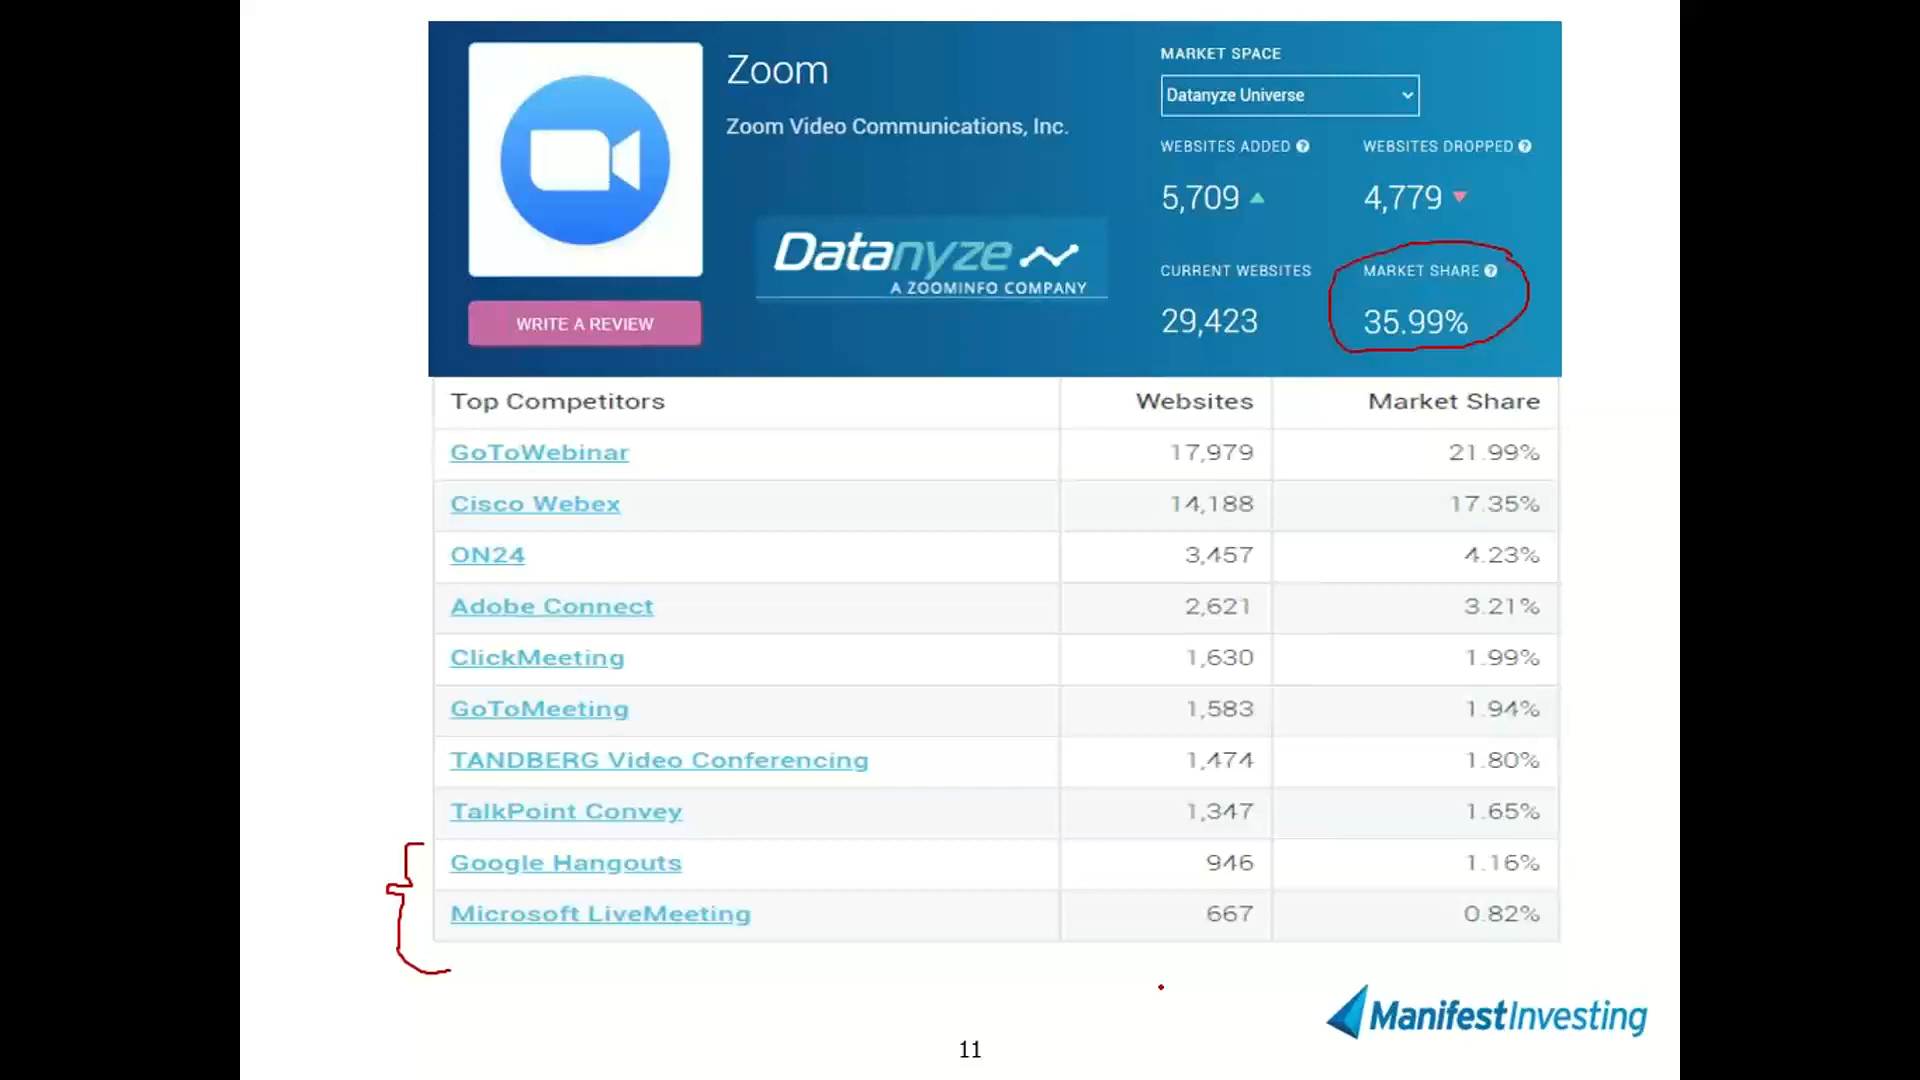 Zoom
Zoom Video Communications, Inc.
Datanyze
A ZOOMINFO COMPANY
WRITE A REVIEW
MARKET SPACE
Datanyze Universe
WEBSITES ADDED ? WEBSITES DROPPED ?
5,709 4,779
CURRENT WEBSITES MARKET SHARE ?
29,423 35.99%
Top Competitors Websites Market Share
GoToWebinar 17,979 21.99%
Cisco Webex 14,188 17.35%
ON24 3,457 4.23%
Adobe Connect 2,621 3.21%
ClickMeeting 1,630 1.99%
GoToMeeting 1,583 1.94%
TANDBERG Video Conferencing 1,474 1.80%
TalkPoint Convey 1,347 1.65%
Google Hangouts 946 1.16%
Microsoft LiveMeeting 667 0.82%
ManifestInvesting
11